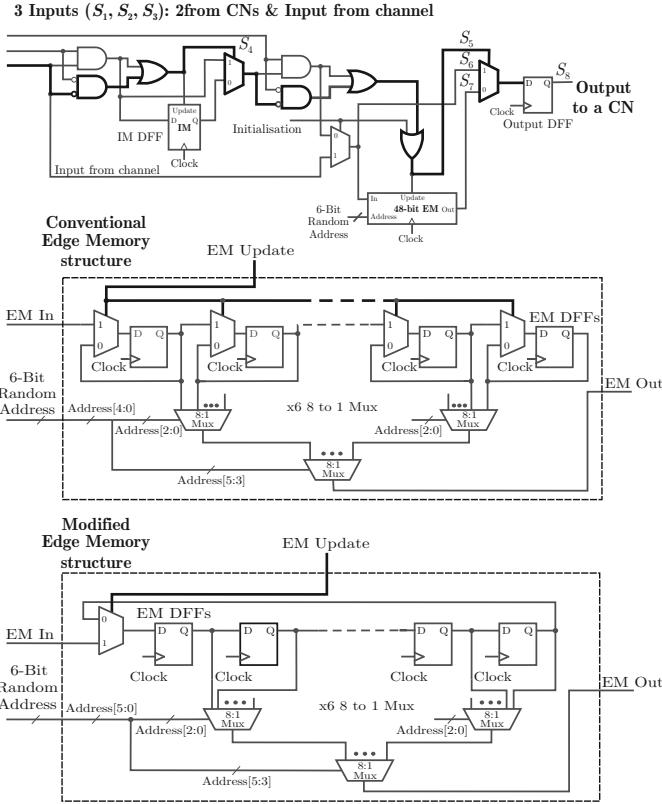 3 Inputs (S1, S2, S3): 2from CNs & Input from channel
S4
S5
S6
S7
S8
1
0
1
0
Update
D Q
IM
IM DFF
Clock
Initialisation
0
1
Clock
Output DFF
Output
to a CN
Input from channel
In
Update
48-bit EM
Out
Address
6-Bit
Random
Address
Clock
Conventional
Edge Memory
structure
EM Update
EM In
1
0
D Q
Clock
1
0
D Q
Clock
1
0
D Q
Clock
1
0
D Q
Clock
EM DFFs
6-Bit
Random
Address
Address[4:0]
Address[2:0]
8:1
Mux
x6 8 to 1 Mux
Address[2:0]
8:1
Mux
EM Out
Address[5:3]
8:1
Mux
Modified
Edge Memory
structure
EM Update
0
1
EM DFFs
EM In
D Q
Clock
D Q
Clock
D Q
Clock
D Q
Clock
6-Bit
Random
Address
Address[5:0]
Address[2:0]
8:1
Mux
x6 8 to 1 Mux
Address[2:0]
8:1
Mux
EM Out
Address[5:3]
8:1
Mux